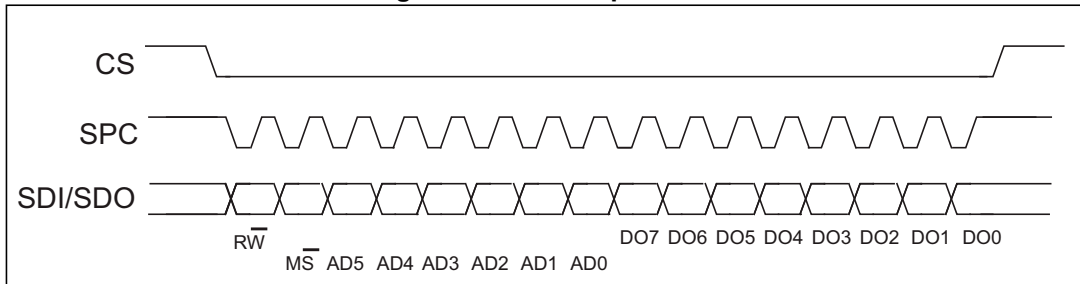 CS
SPC
SDI/SDO
RW DO7 DO6 DO5 DO4 DO3 DO2 DO1 DO0
MS AD5 AD4 AD3 AD2 AD1 AD0